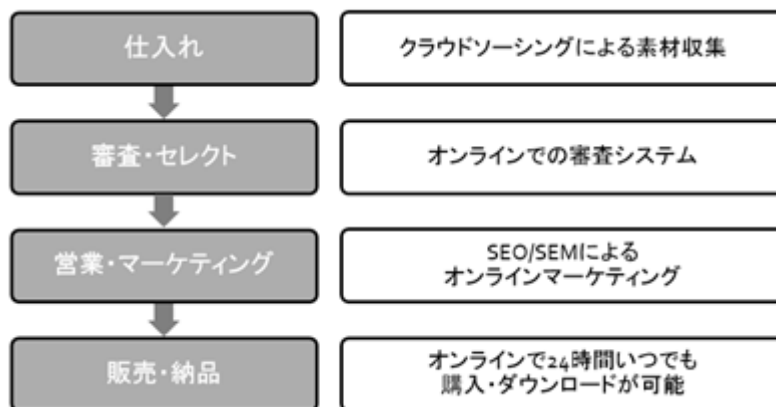 仕入れ
クラウドソーシングによる素材収集
審査・セレクト
オンラインでの審査システム
営業・マーケティング
SEO/SEMによる
オンラインマーケティング
販売・納品
オンラインで24時間いつでも
購入・ダウンロードが可能